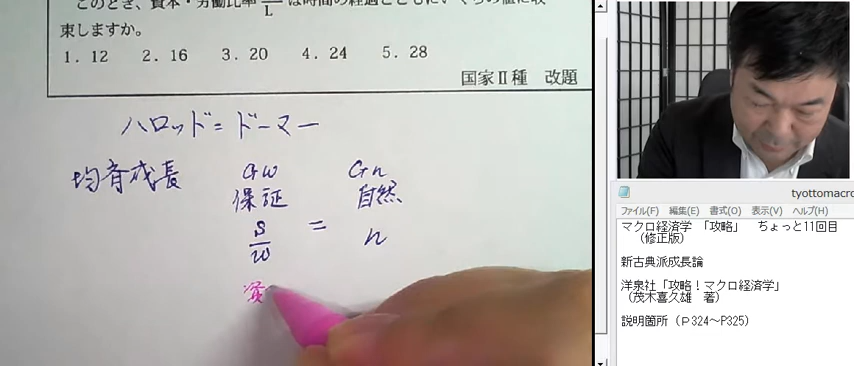 このとき、資本・労働比率 K/L は時間の経過とともにいくらの値に収
束しますか。
1. 12 2. 16 3. 20 4. 24 5. 28
国家Ⅱ種 改題
ハロッド=ドーマー
均斉成長 Gw Gn
保証 自然
s/w = n
資
tyottomacro
ファイル(F) 編集(E) 書式(O) 表示(V) ヘルプ(H)
マクロ経済学 「攻略」 ちょっと11回目
(修正版)
新古典派成長論
洋泉社「攻略!マクロ経済学」
(茂木喜久雄 著)
説明箇所(P324~P325)